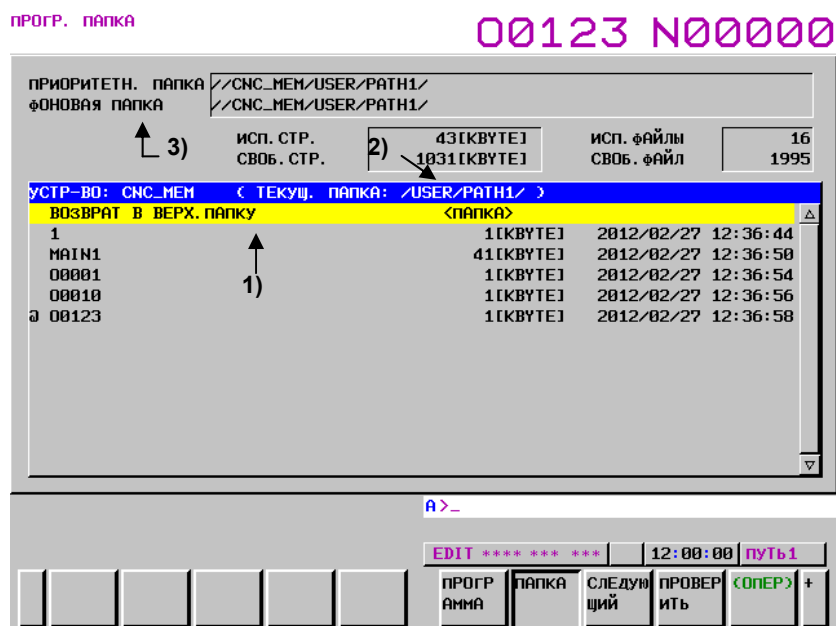 ПРОГР. ПАПКА
O0123 N00000
ПРИОРИТЕТН. ПАПКА //CNC_MEM/USER/PATH1/
ФОНОВАЯ ПАПКА //CNC_MEM/USER/PATH1/
3)
ИСП.СТР. 43[KBYTE] ИСП.ФАЙЛЫ 16
2)
СВОБ.СТР. 1031[KBYTE] СВОБ.ФАЙЛ 1995
УСТР-ВО: CNC_MEM ( ТЕКУЩ. ПАПКА: /USER/PATH1/ )
ВОЗВРАТ В ВЕРХ.ПАПКУ <ПАПКА>
1 1[KBYTE] 2012/02/27 12:36:44
MAIN1 41[KBYTE] 2012/02/27 12:36:50
O0001 1[KBYTE] 2012/02/27 12:36:54
1)
O0010 1[KBYTE] 2012/02/27 12:36:56
@ O0123 1[KBYTE] 2012/02/27 12:36:58
A>_
EDIT **** *** *** 12:00:00 ПУТЬ1
ПРОГР ПАПКА СЛЕДУЮ ПРОВЕР (ОПЕР) +
АММА ЩИЙ ИТЬ